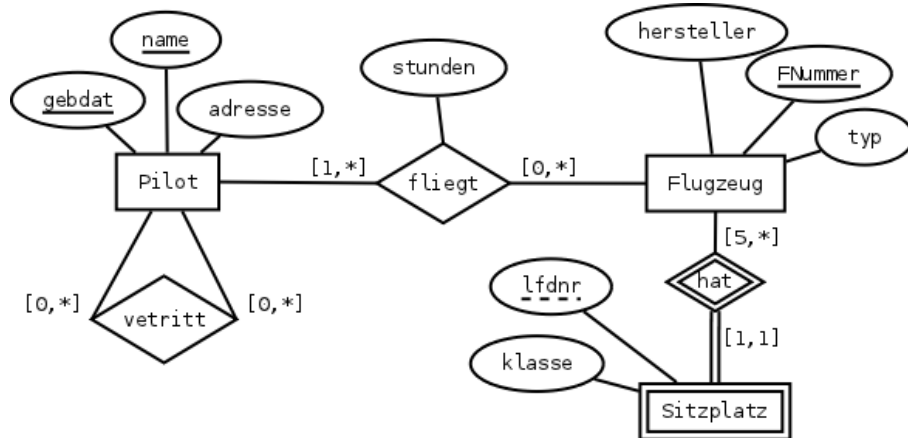 name
gebdat
adresse
stunden
hersteller
FNummer
typ
Pilot
[1,*]
fliegt
[0,*]
Flugzeug
[5,*]
hat
[1,1]
lfdnr
klasse
Sitzplatz
[0,*]
vetritt
[0,*]